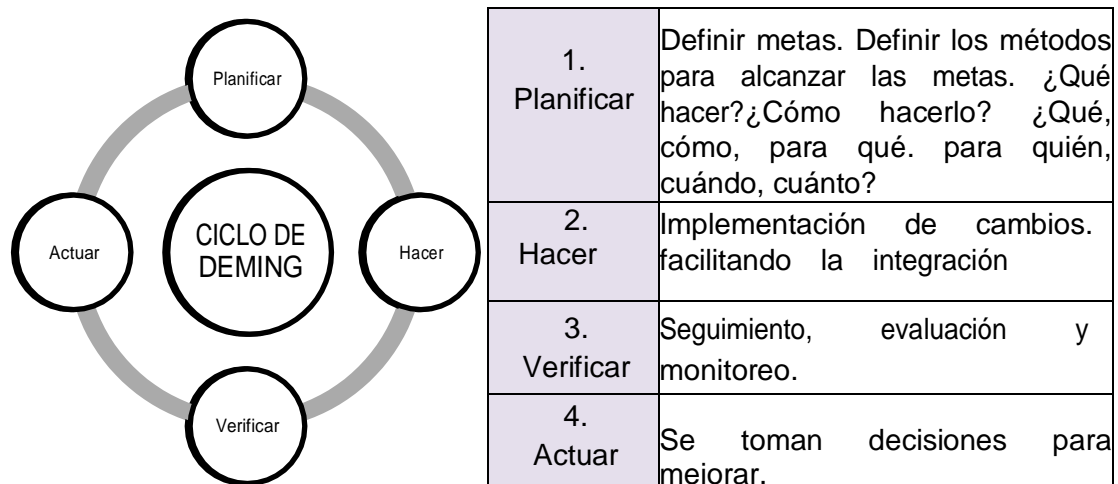 Planificar
Actuar
CICLO DE
DEMING
Hacer
Verificar
1.
Planificar
Definir metas. Definir los métodos
para alcanzar las metas. ¿Qué
hacer?¿Cómo hacerlo? ¿Qué,
cómo, para qué. para quién,
cuándo, cuánto?
2.
Hacer
Implementación de cambios.
facilitando la integración
3.
Verificar
Seguimiento, evaluación y
monitoreo.
4.
Actuar
Se toman decisiones para
mejorar.